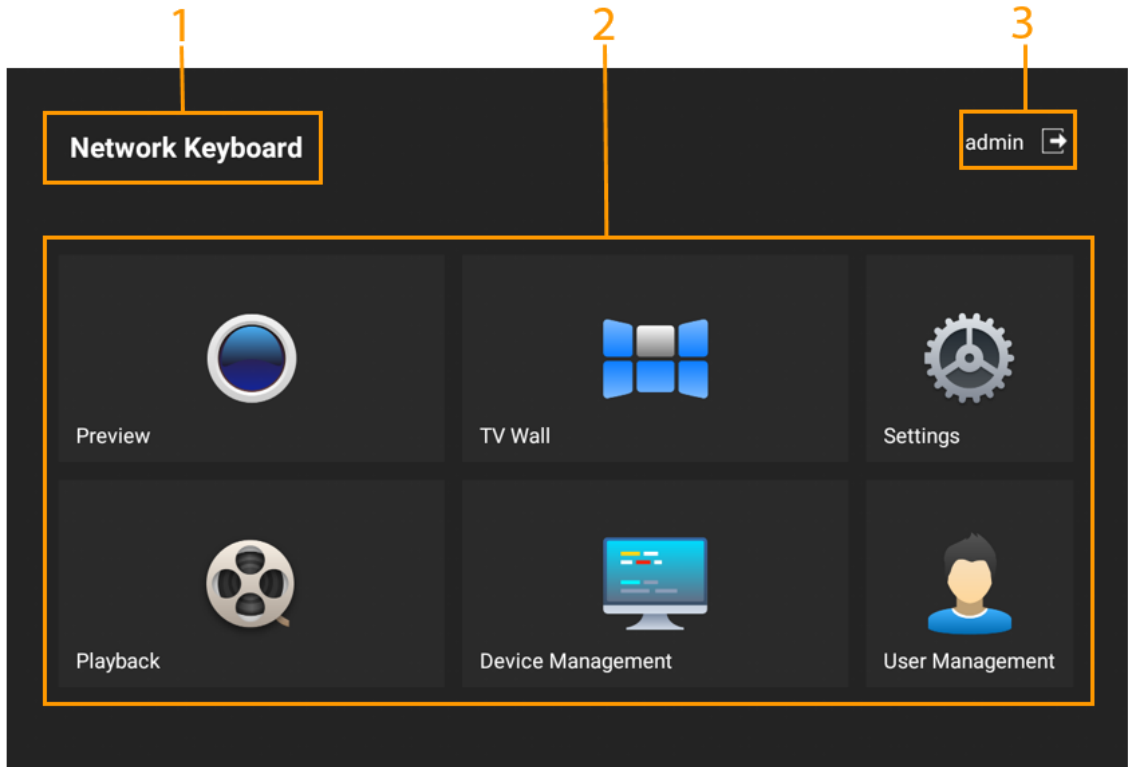 1 2 3
Network Keyboard
admin
Preview
TV Wall
Settings
Playback
Device Management
User Management